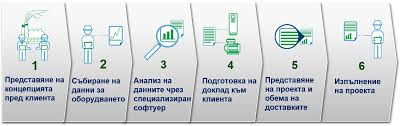 1
Представяне на
концепцията
пред клиента
2
Събиране на
данни за
оборудването
3
Анализ на
данните чрез
специализиран
софтуер
4
Подготовка на
доклад към
клиента
5
Представяне
на проекта и
обема на
доставките
6
Изпълнение
на проекта